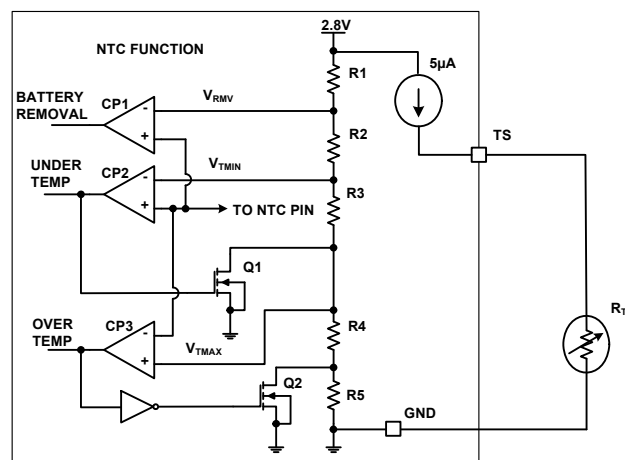 2.8V
NTC FUNCTION
R1
5µA
BATTERY
REMOVAL
CP1
-
+
VRMV
R2
TS
UNDER
TEMP
CP2
-
+
VTMIN
R3
TO NTC PIN
Q1
OVER
TEMP
CP3
-
+
VTMAX
R4
RT
Q2
R5
GND